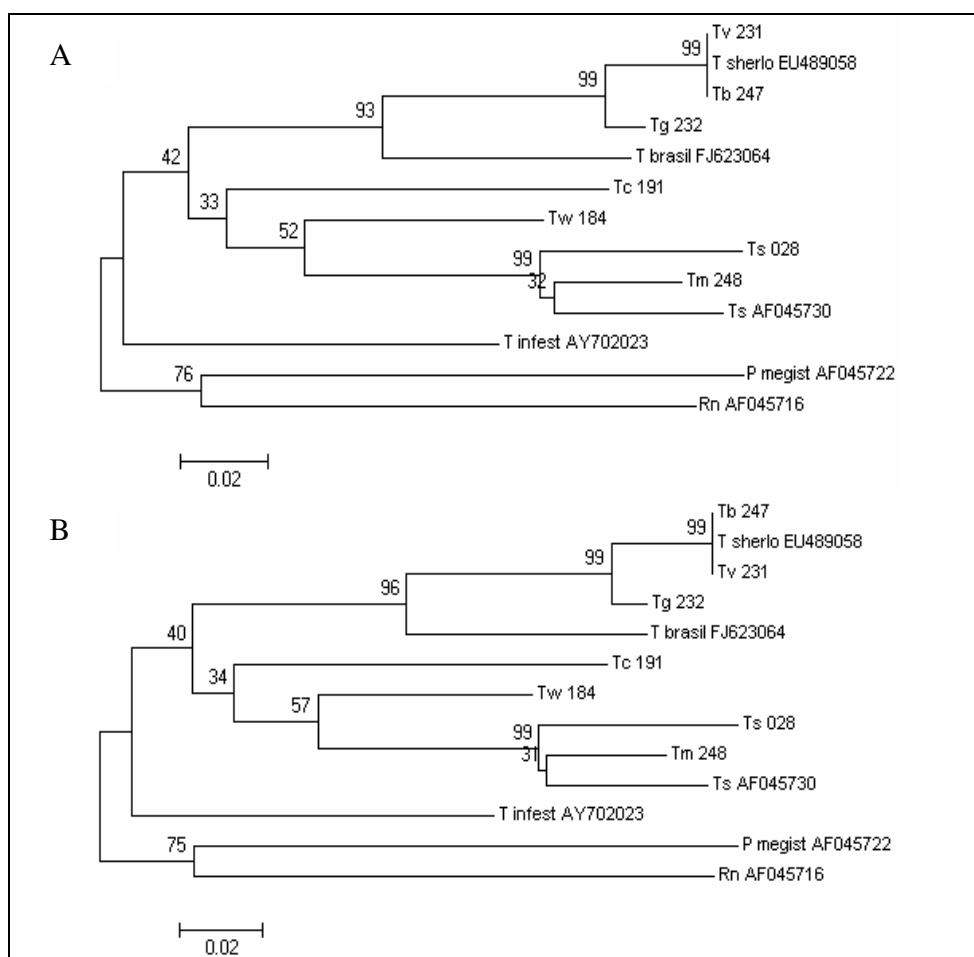 A
Tv 231
99
T sherlo EU489058
99
Tb 247
93
Tg 232
42
T brasil FJ623064
33
Tc 191
52
Tw 184
99
Ts 028
32
Tm 248
Ts AF045730
T infest AY702023
76
P megist AF045722
Rn AF045716
0.02
B
Tb 247
99
T sherlo EU489058
99
Tv 231
96
Tg 232
40
T brasil FJ623064
34
Tc 191
57
Tw 184
99
Ts 028
31
Tm 248
Ts AF045730
T infest AY702023
75
P megist AF045722
Rn AF045716
0.02